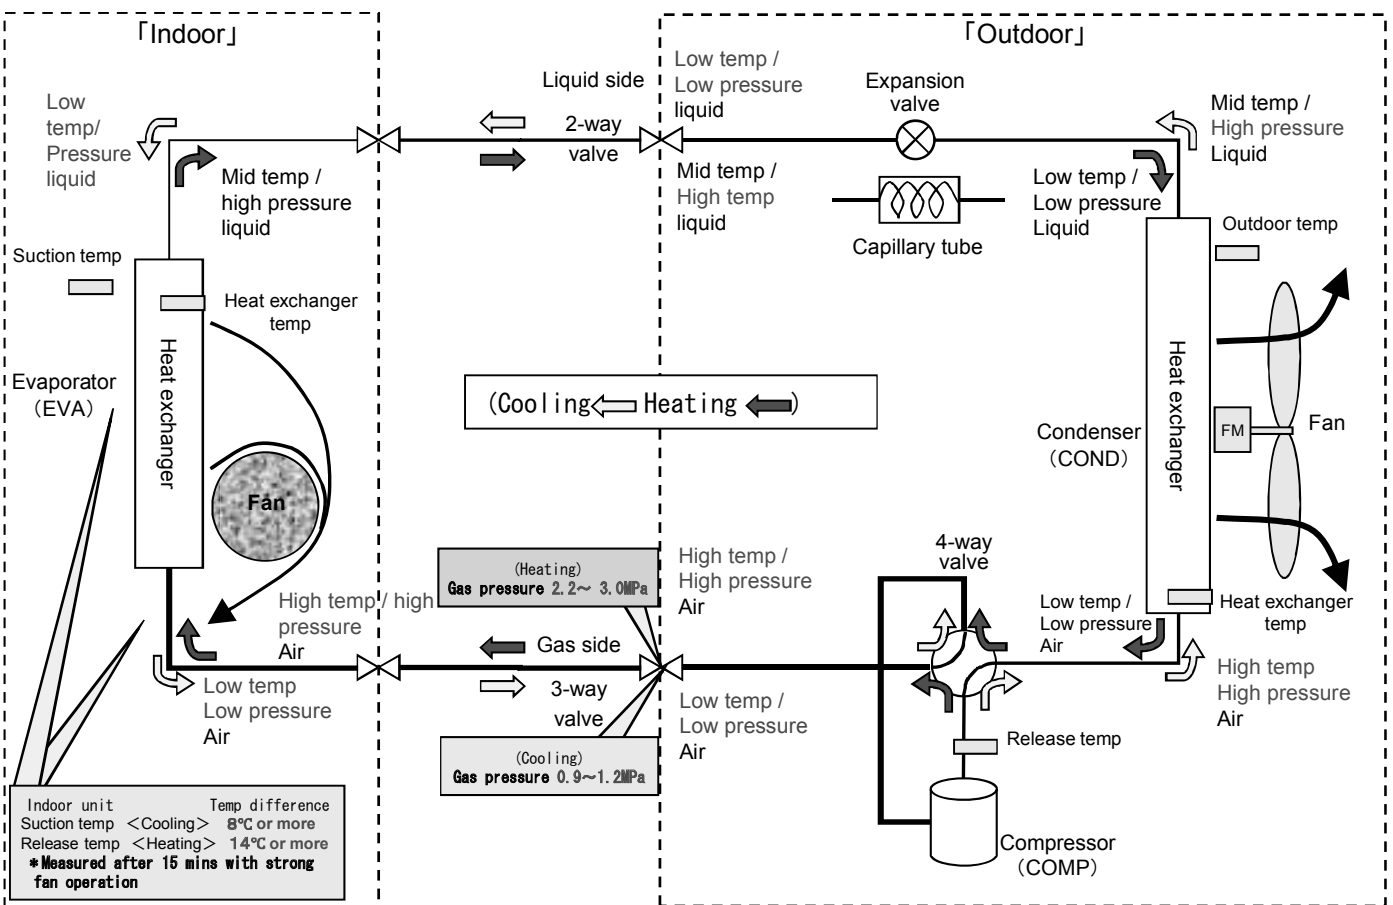 「Indoor」
「Outdoor」
Low
temp/
Pressure
liquid
Mid temp /
high pressure
liquid
Liquid side
2-way
valve
Low temp /
Low pressure
liquid
Mid temp /
High temp
liquid
Expansion
valve
Capillary tube
Mid temp /
High pressure
Liquid
Low temp /
Low pressure
Liquid
Suction temp
Heat exchanger
temp
Outdoor temp
Evaporator
（EVA）
Heat exchanger
Fan
(Cooling Heating )
Condenser
（COND）
Heat exchanger
FM
Fan
(Heating)
Gas pressure 2.2～ 3.0MPa
High temp / high
pressure
Air
Gas side
3-way
valve
Low temp
Low pressure
Air
(Cooling)
Gas pressure 0.9～1.2MPa
High temp /
High pressure
Air
Low temp /
Low pressure
Air
4-way
valve
Low temp /
Low pressure
Air
Heat exchanger
temp
High temp
High pressure
Air
Release temp
Compressor
（COMP）
Indoor unit Temp difference
Suction temp ＜Cooling＞ 8℃ or more
Release temp ＜Heating＞ 14℃ or more
*Measured after 15 mins with strong
fan operation